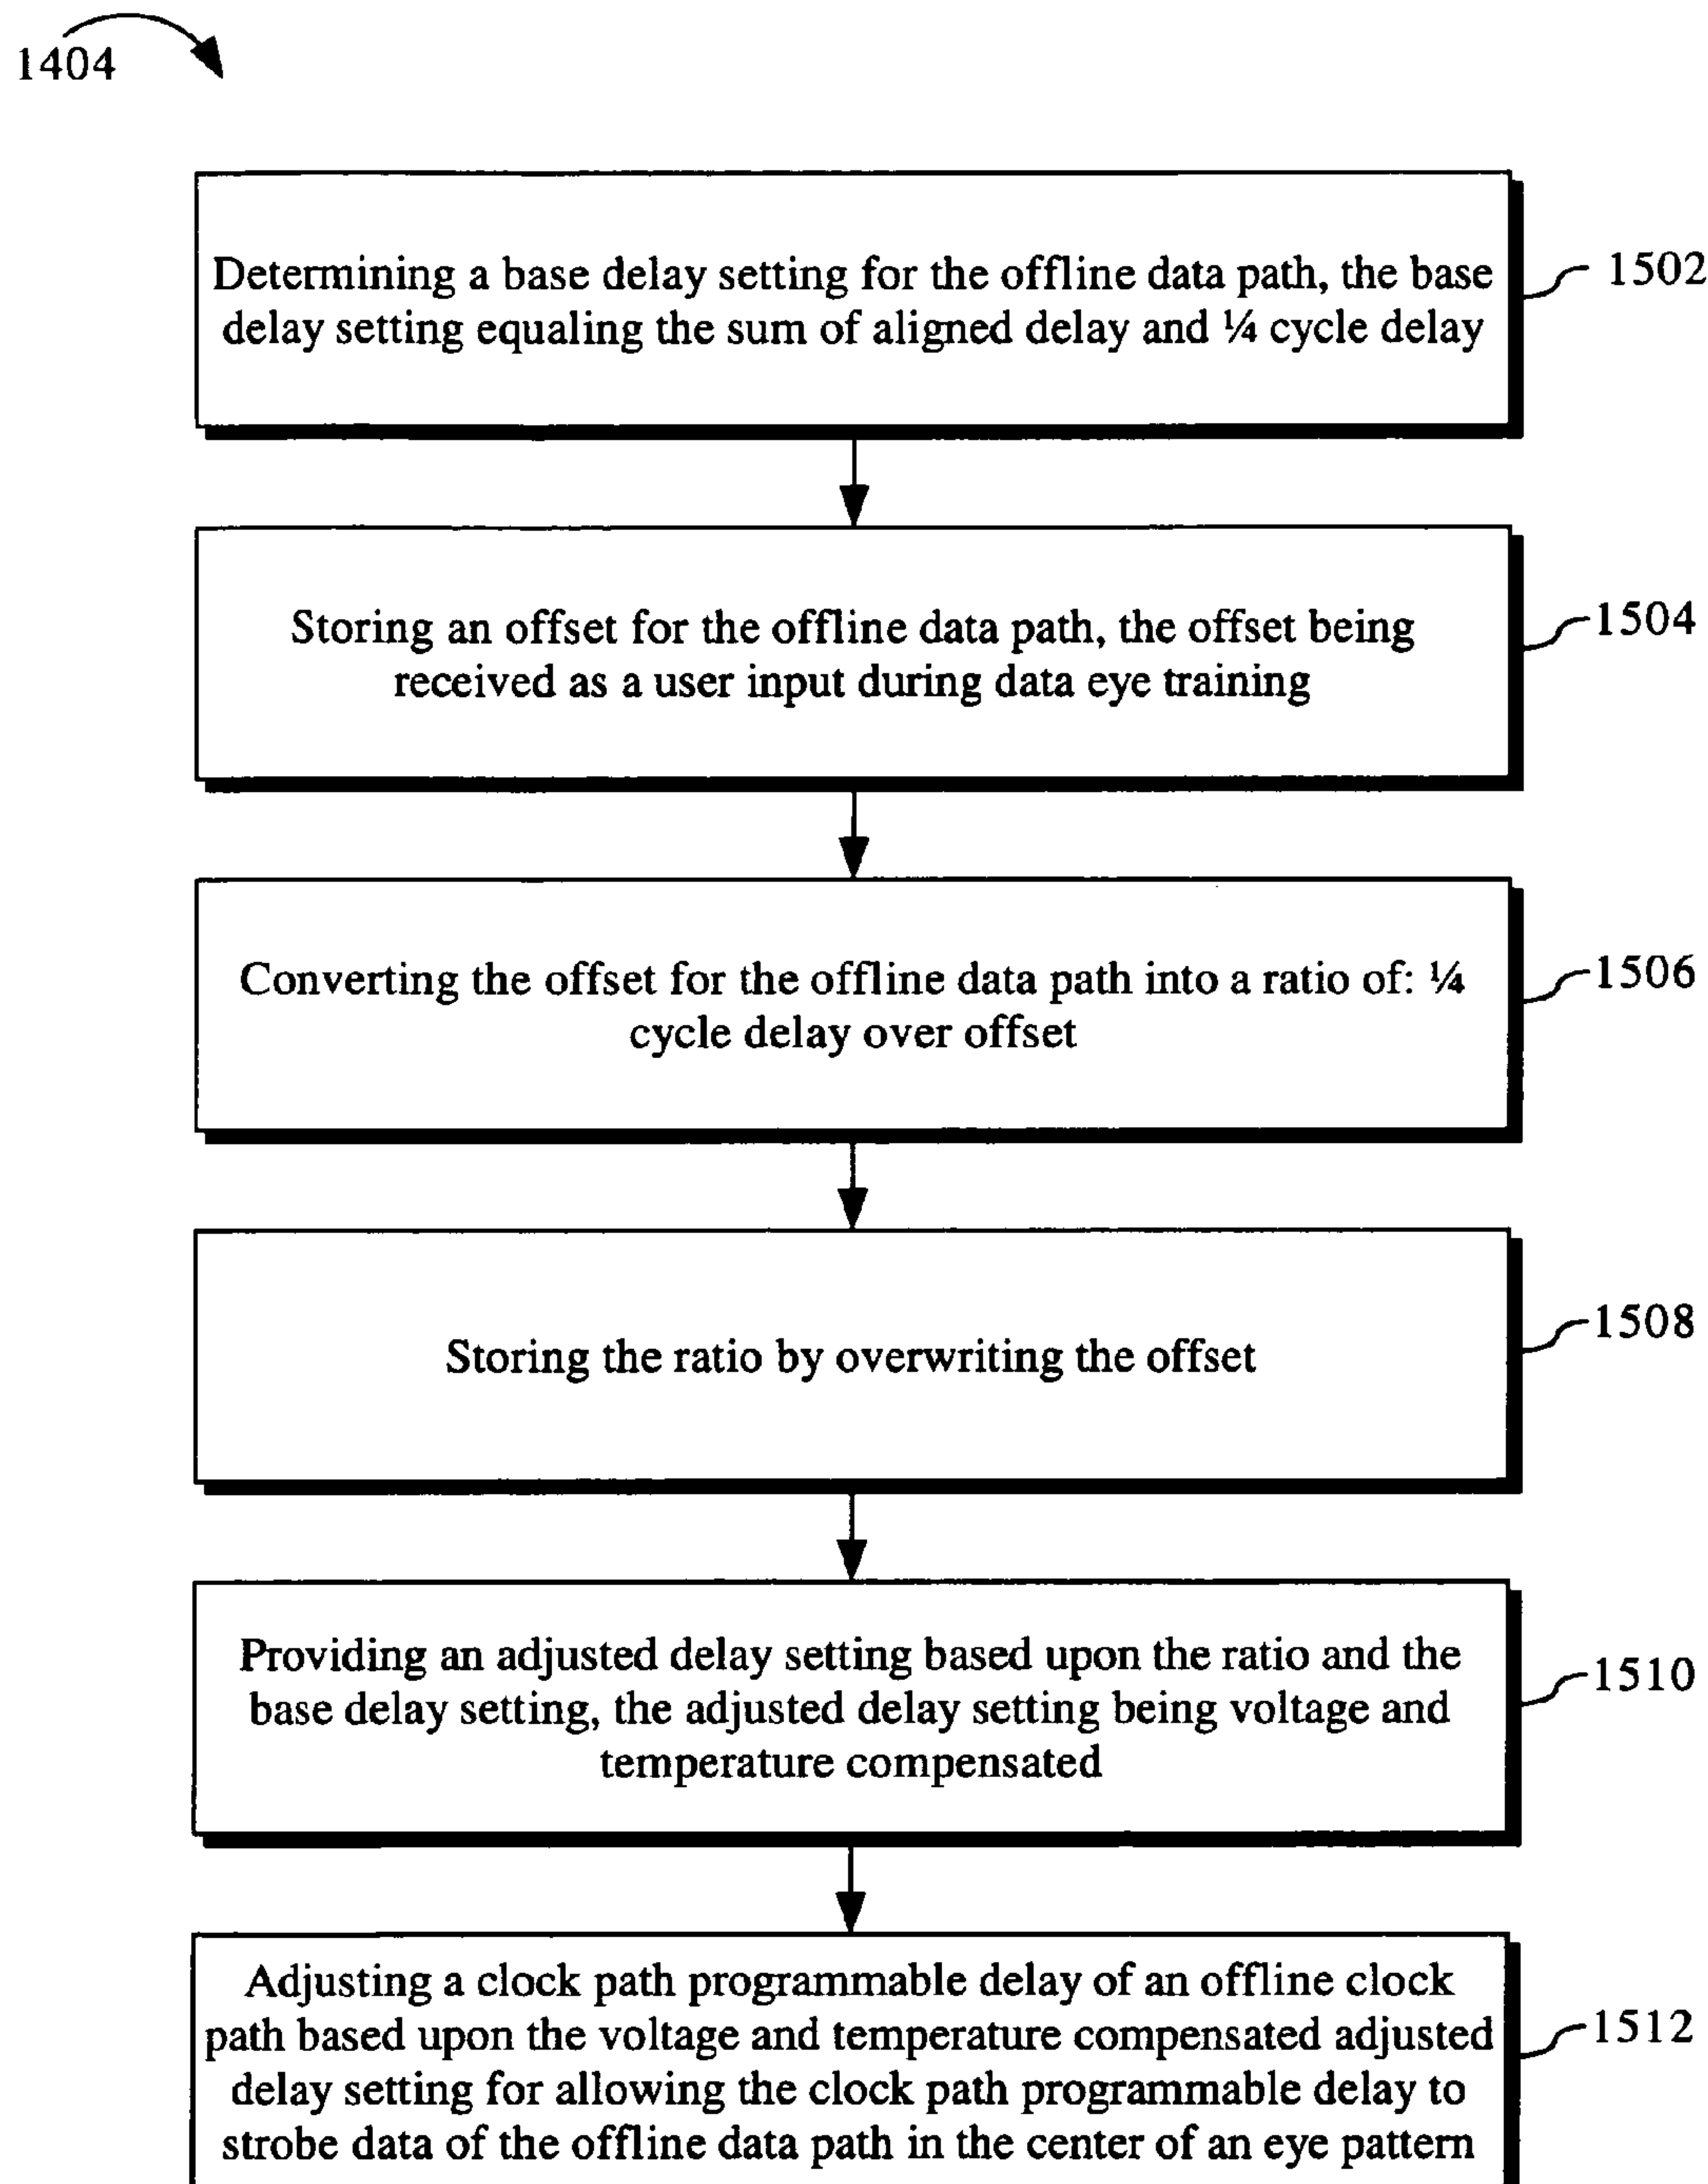 1404
Determining a base delay setting for the offline data path, the base
delay setting equaling the sum of aligned delay and ¼ cycle delay
1502
Storing an offset for the offline data path, the offset being
received as a user input during data eye training
1504
Converting the offset for the offline data path into a ratio of: ¼
cycle delay over offset
1506
Storing the ratio by overwriting the offset
1508
Providing an adjusted delay setting based upon the ratio and the
base delay setting, the adjusted delay setting being voltage and
temperature compensated
1510
Adjusting a clock path programmable delay of an offline clock
path based upon the voltage and temperature compensated adjusted
delay setting for allowing the clock path programmable delay to
strobe data of the offline data path in the center of an eye pattern
1512